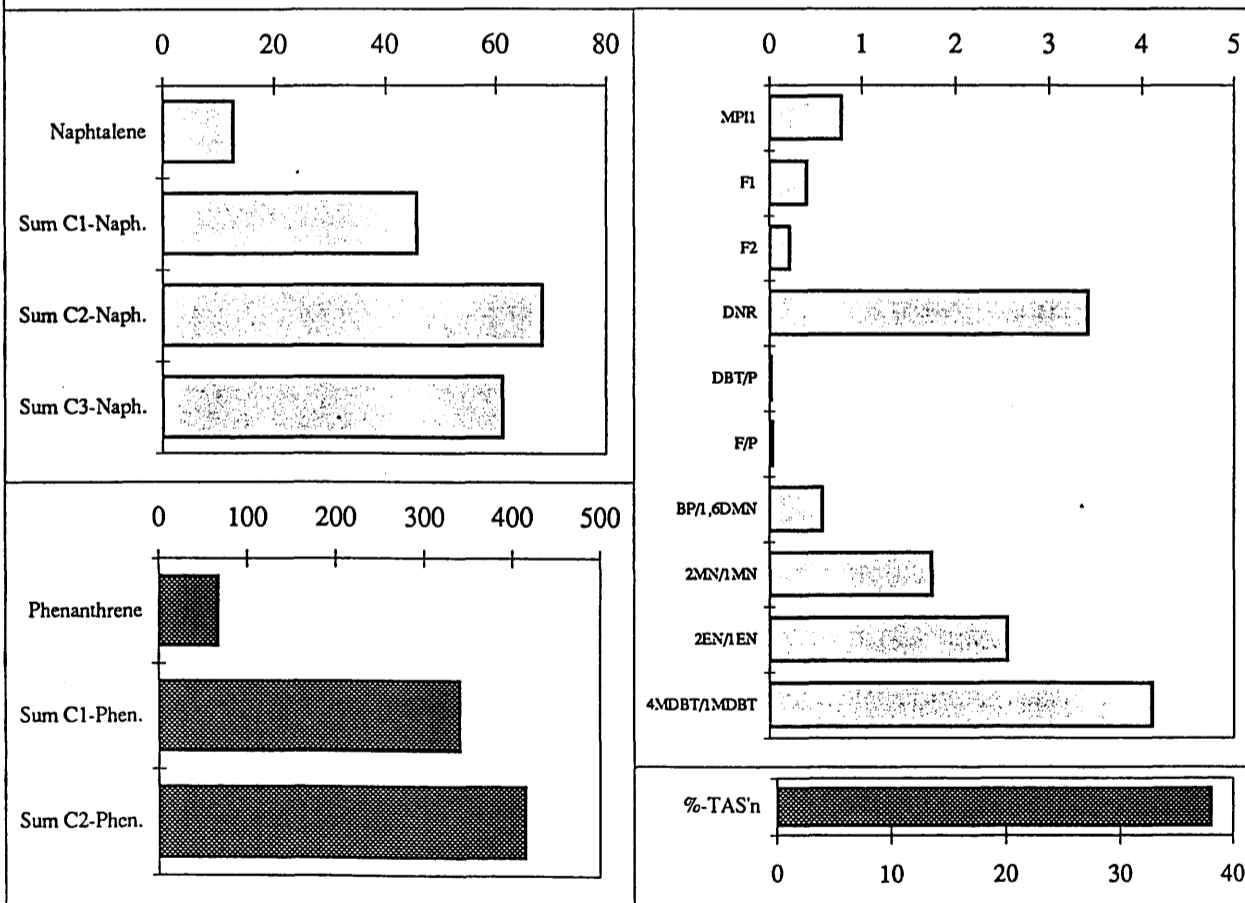 0 20 40 60 80
Naphtalene
Sum C1-Naph.
Sum C2-Naph.
Sum C3-Naph.
0 100 200 300 400 500
Phenanthrene
Sum C1-Phen.
Sum C2-Phen.
0 1 2 3 4 5
MPI1
F1
F2
DNR
DBT/P
F/P
BP/1,6DMN
2MN/1MN
2EN/1EN
4MDBT/1MDBT
%-TAS'n
0 10 20 30 40